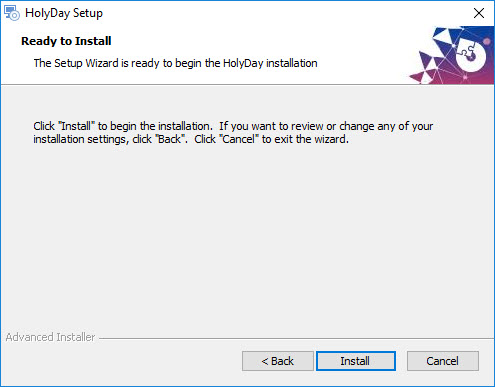 HolyDay Setup
Ready to Install
The Setup Wizard is ready to begin the HolyDay installation
Click "Install" to begin the installation.  If you want to review or change any of your
installation settings, click "Back".  Click "Cancel" to exit the wizard.
Advanced Installer
< Back
Install
Cancel